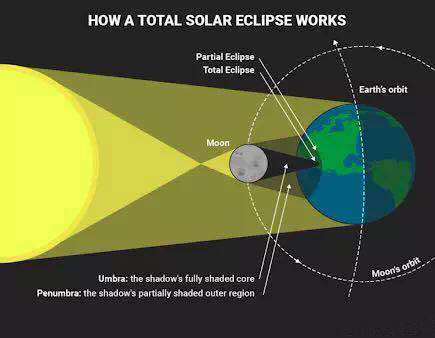 HOW A TOTAL SOLAR ECLIPSE WORKS
Partial Eclipse
Total Eclipse
Earth's orbit
Moon
Moon's orbit
Umbra: the shadow's fully shaded core
Penumbra: the shadow's partially shaded outer region